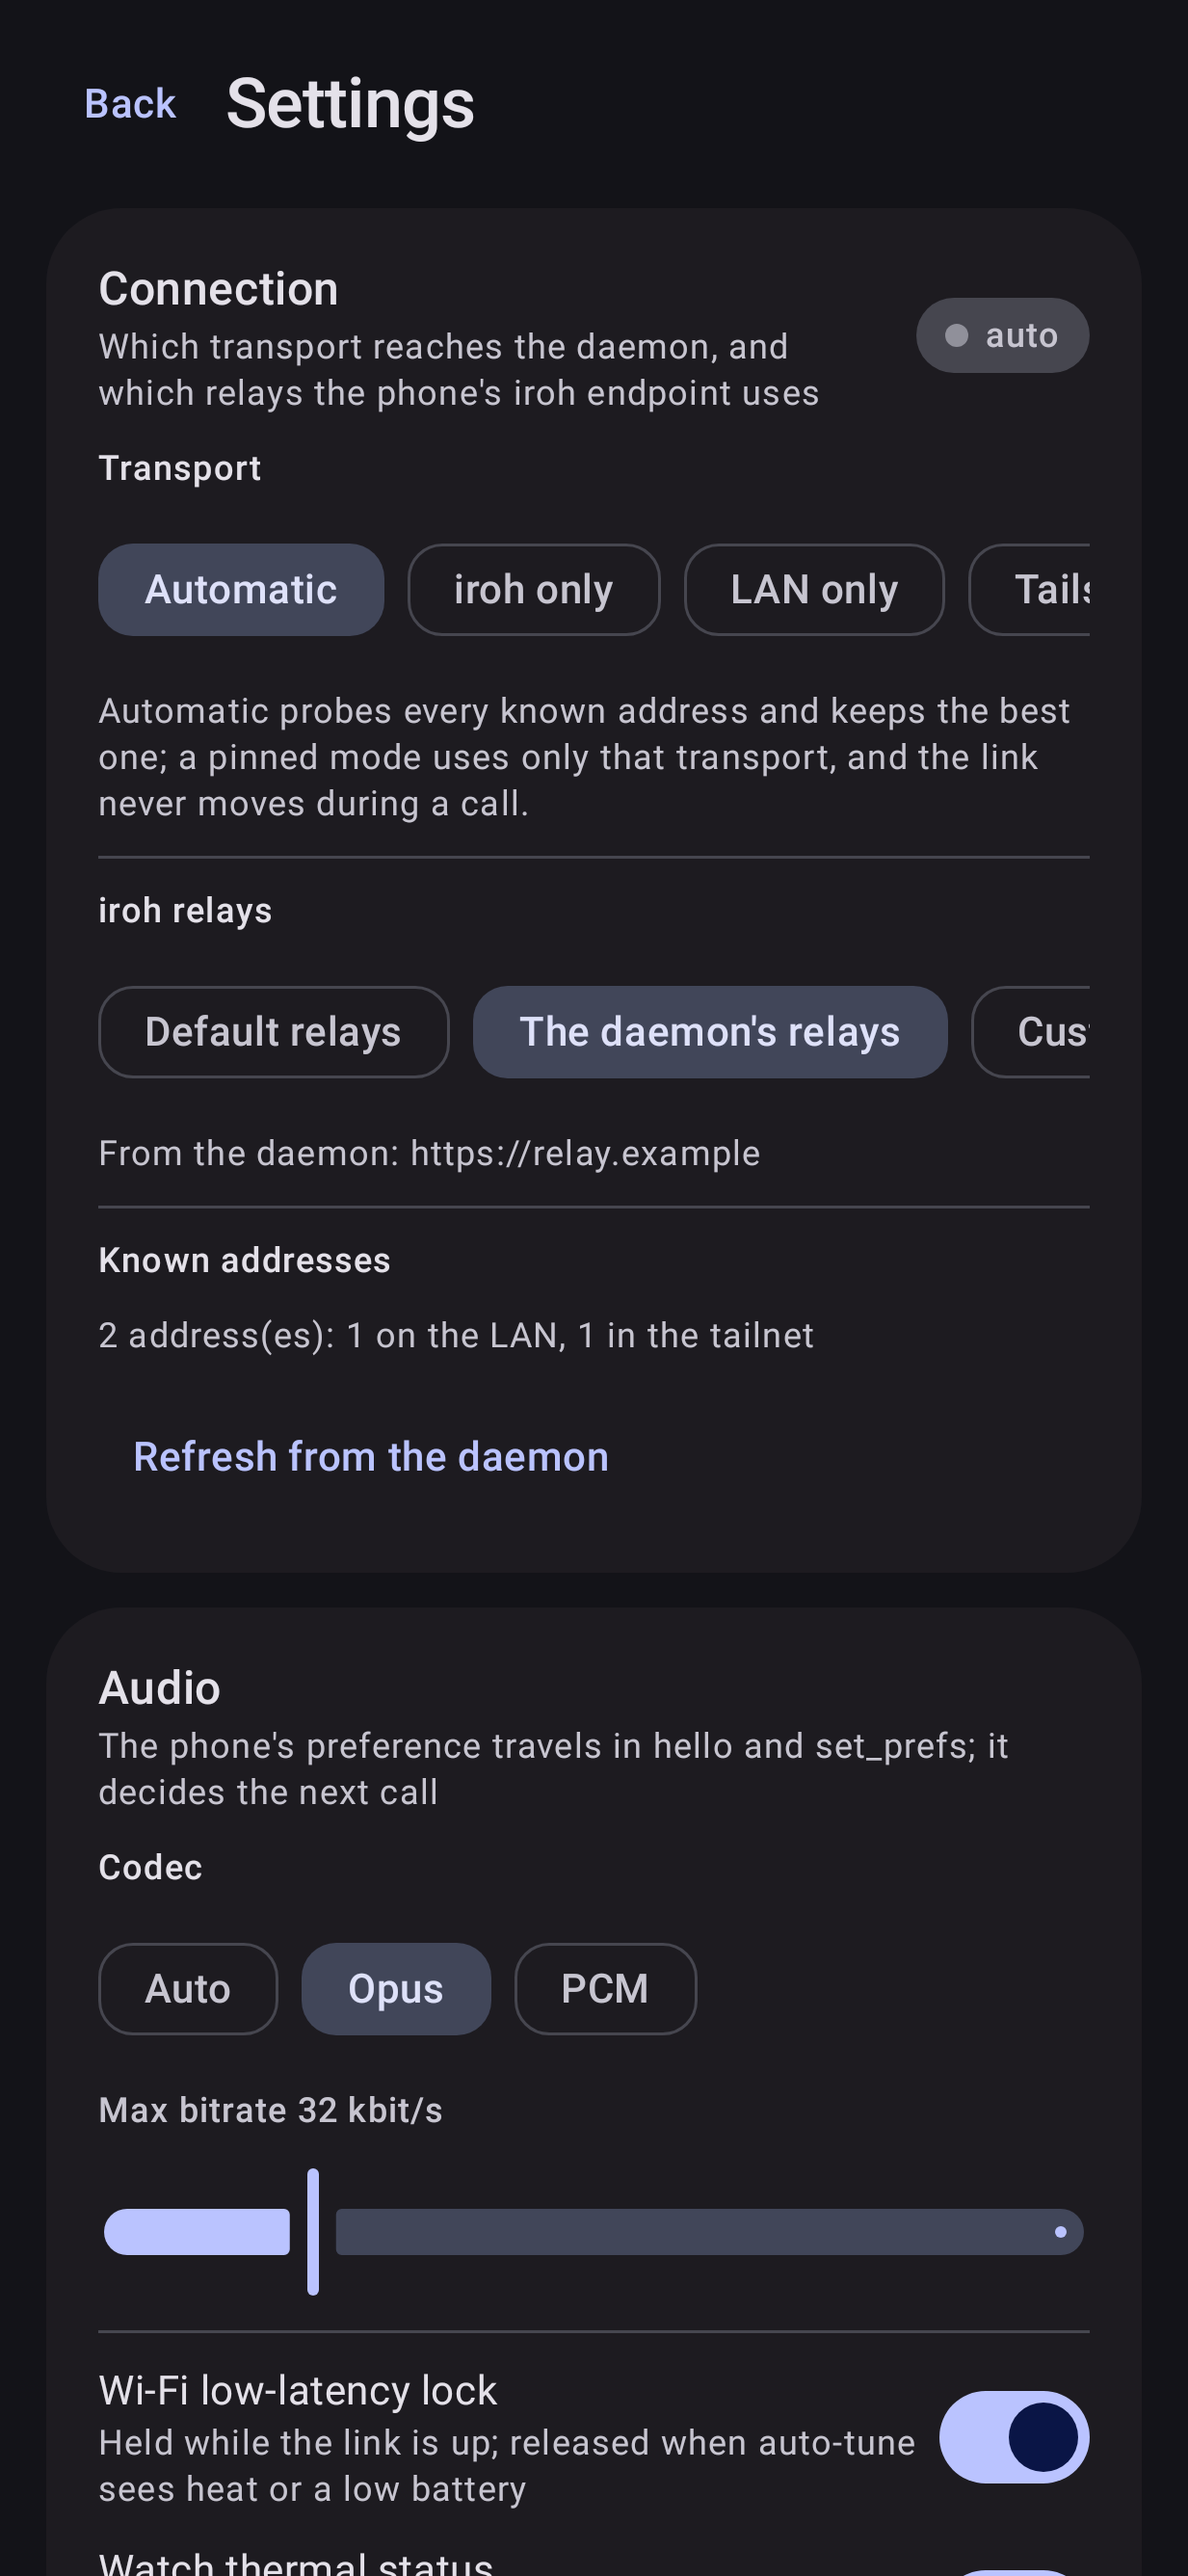 Back Settings
Connection
Which transport reaches the daemon, and
which relays the phone's iroh endpoint uses
auto
Transport
Automatic iroh only LAN only
Automatic probes every known address and keeps the best
one; a pinned mode uses only that transport, and the link
never moves during a call.
iroh relays
Default relays The daemon's relays
From the daemon: https://relay.example
Known addresses
2 address(es): 1 on the LAN, 1 in the tailnet
Refresh from the daemon
Audio
The phone's preference travels in hello and set_prefs; it
decides the next call
Codec
Auto Opus PCM
Max bitrate 32 kbit/s
Wi-Fi low-latency lock
Held while the link is up; released when auto-tune
sees heat or a low battery
Watch thermal status